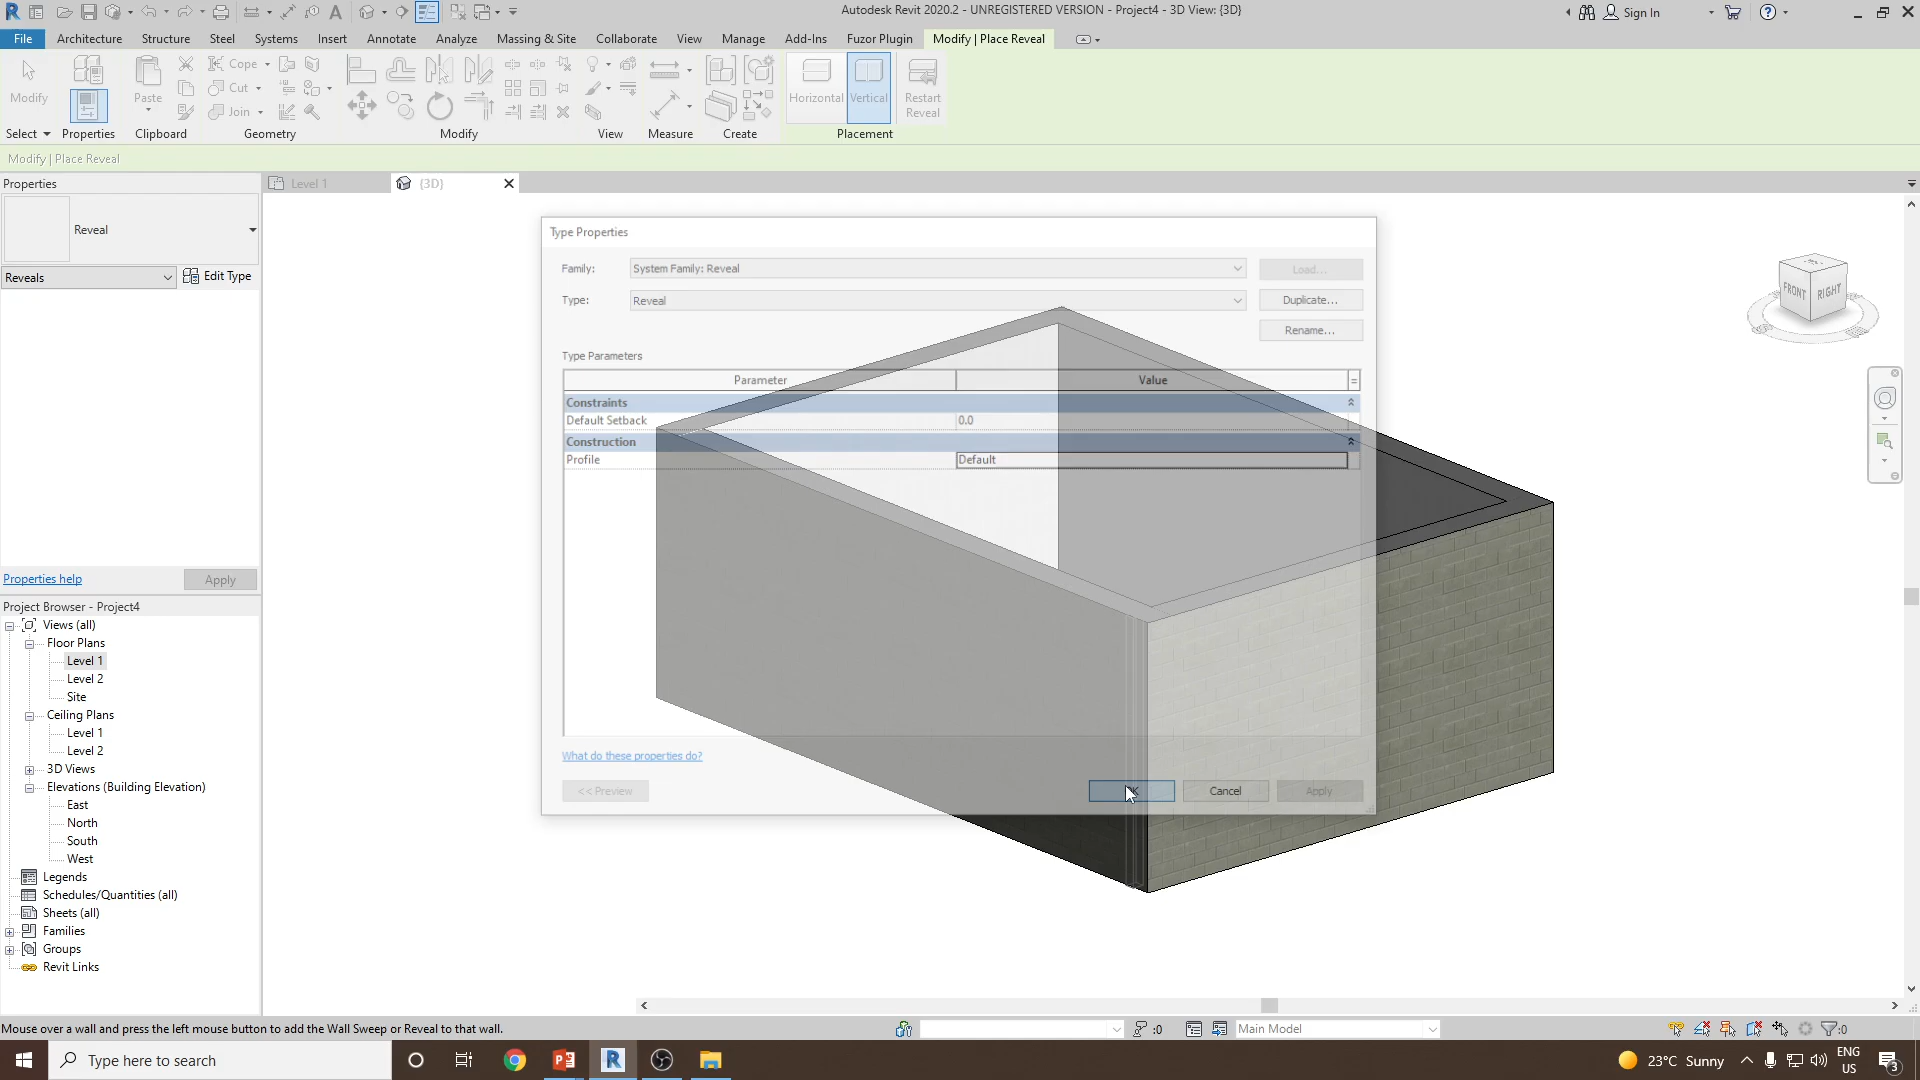 Autodesk Revit 2020.2 - UNREGISTERED VERSION - Project4 - 3D View: {3D}
Sign In
File Architecture Structure Steel Systems Insert Annotate Analyze Massing & Site Collaborate View Manage Add-Ins Fuzor Plugin Modify | Place Reveal
Modify
Paste
Cope
Cut
Join
Horizontal
Vertical
Restart
Reveal
Select Properties Clipboard Geometry Modify View Measure Create Placement
Modify | Place Reveal
Properties
Level 1
{3D}
Reveal
Reveals
Edit Type
Type Properties
Family: System Family: Reveal Load...
Type: Reveal Duplicate...
Rename...
Type Parameters
Parameter Value =
Constraints
Default Setback 0.0
Construction
Profile Default
What do these properties do?
<< Preview
OK
Cancel
Apply
FRONT
RIGHT
Properties help
Apply
Project Browser - Project4
Views (all)
Floor Plans
Level 1
Level 2
Site
Ceiling Plans
Level 1
Level 2
3D Views
Elevations (Building Elevation)
East
North
South
West
Legends
Schedules/Quantities (all)
Sheets (all)
Families
Groups
Revit Links
Mouse over a wall and press the left mouse button to add the Wall Sweep or Reveal to that wall.
:0
Main Model
:0
Type here to search
23°C Sunny
ENG
US
3